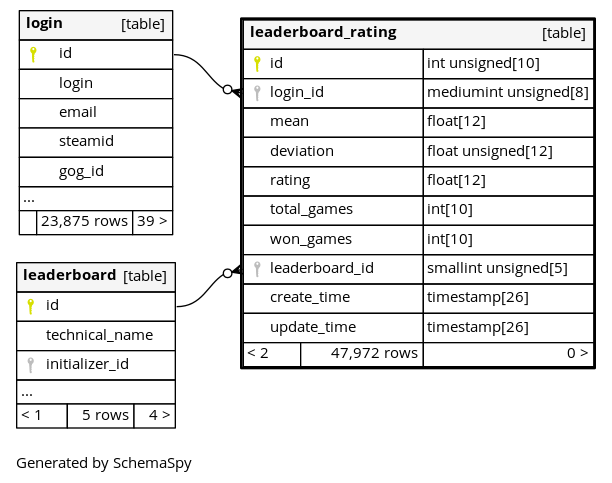 login [table]
id
login
email
steamid
gog_id
...
23,875 rows 39 >
leaderboard [table]
id
technical_name
initializer_id
...
< 1 5 rows 4 >
leaderboard_rating [table]
id int unsigned[10]
login_id mediumint unsigned[8]
mean float[12]
deviation float unsigned[12]
rating float[12]
total_games int[10]
won_games int[10]
leaderboard_id smallint unsigned[5]
create_time timestamp[26]
update_time timestamp[26]
< 2 47,972 rows 0 >
Generated by SchemaSpy